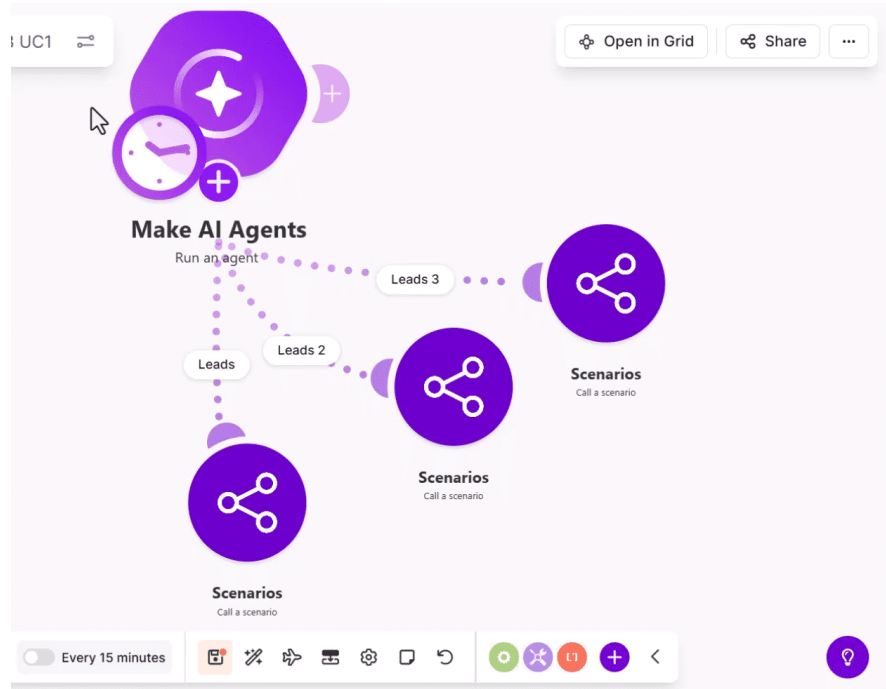 UC1
Open in Grid
Share
Make AI Agents
Run an agent
Leads 3
Leads 2
Leads
Scenarios
Call a scenario
Scenarios
Call a scenario
Scenarios
Call a scenario
Every 15 minutes